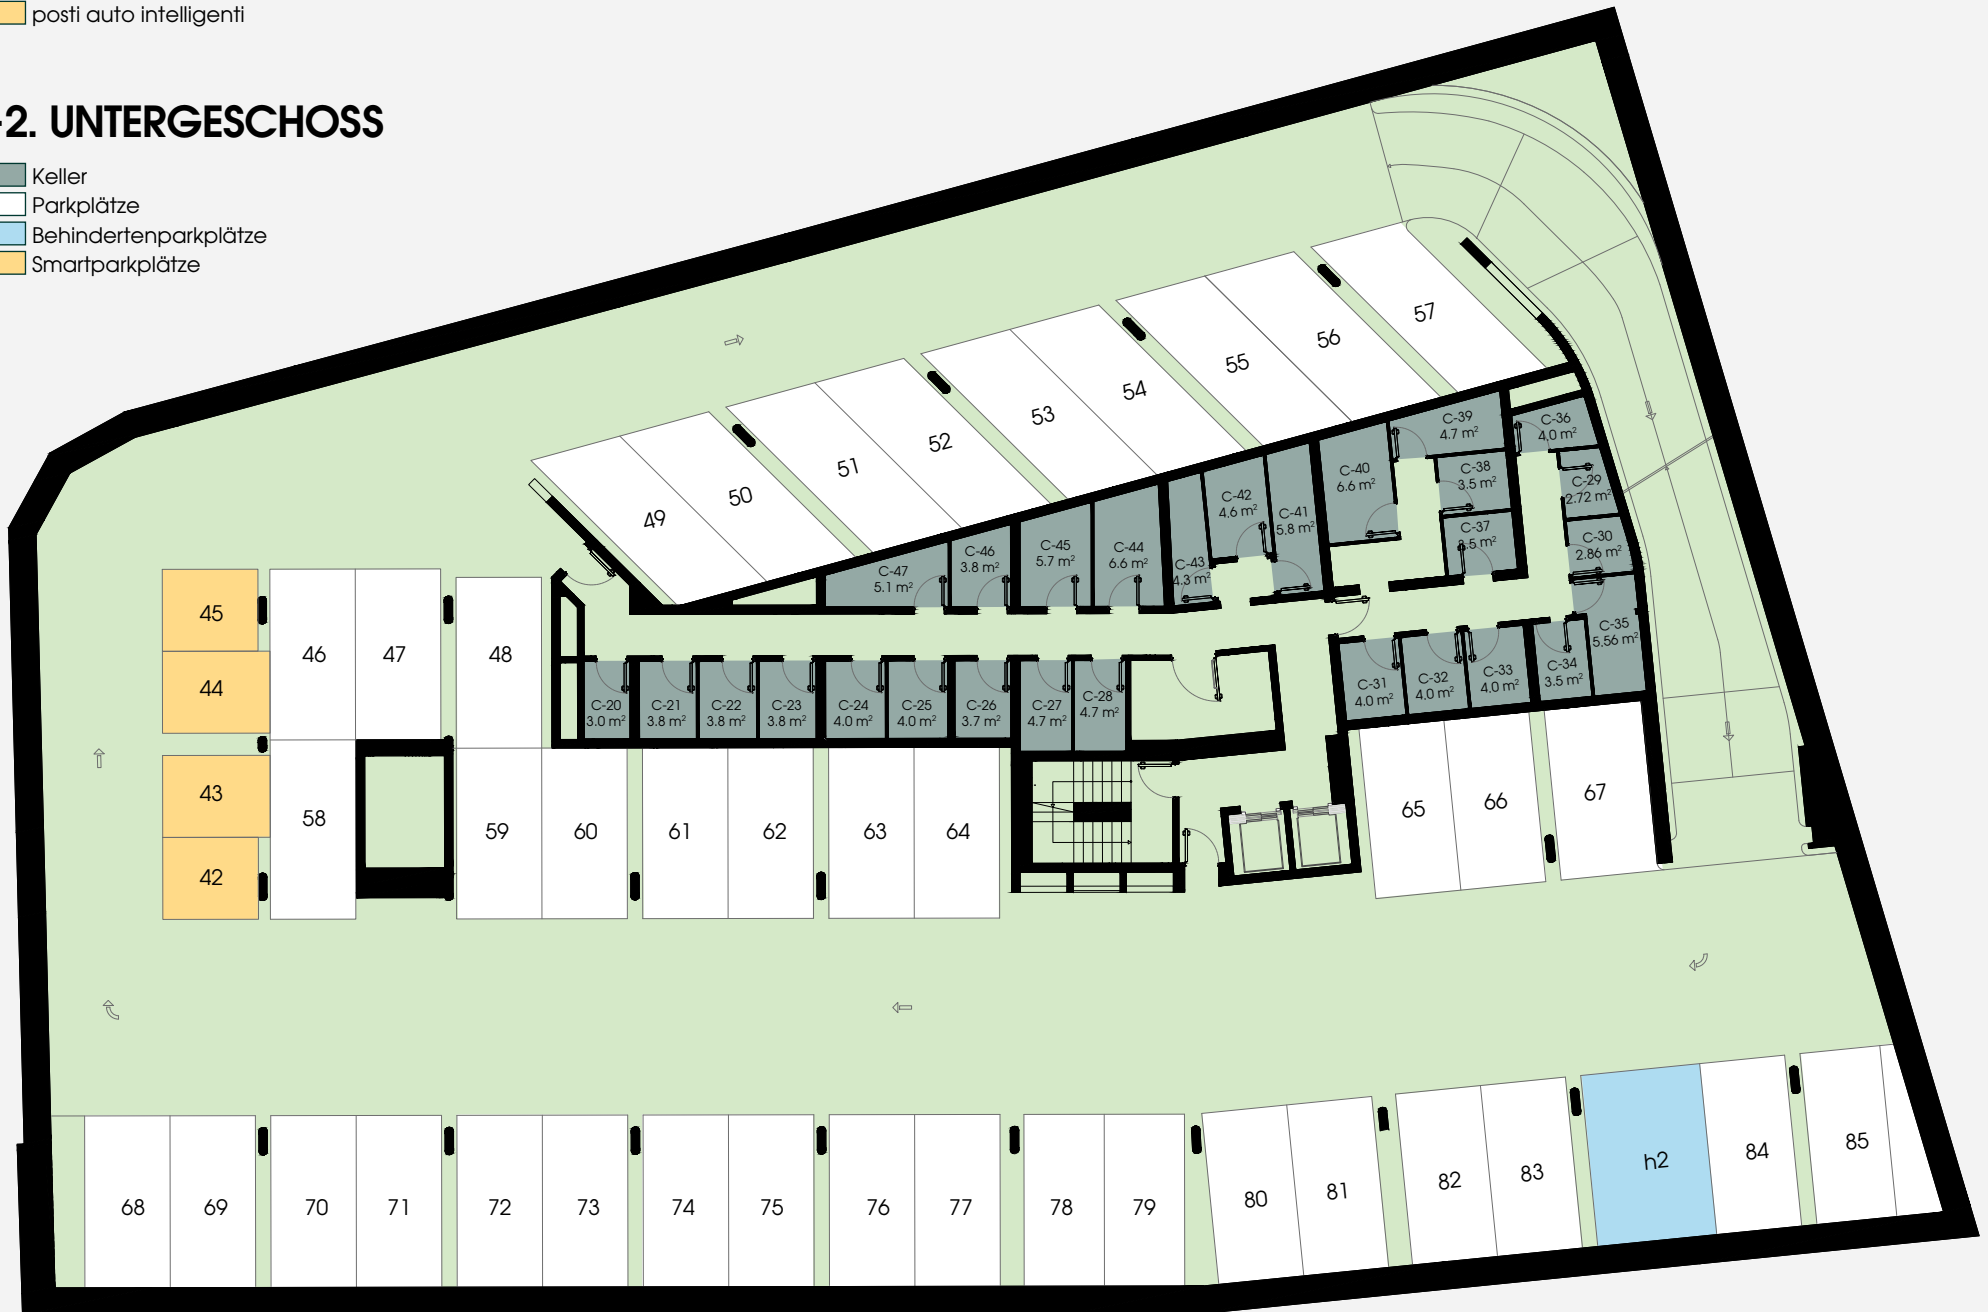 posti auto intelligenti
-2. UNTERGESCHOSS
Keller
Parkplätze
Behindertenparkplätze
Smartparkplätze
57
56
55
54
53
52
51
50
49
C-39
4.7 m²
C-36
4.0 m²
C-40
6.6 m²
C-38
3.5 m²
C-29
2.72 m²
C-42
4.6 m²
C-41
5.8 m²
C-37
3.5 m²
C-30
2.86 m²
C-47
5.1 m²
C-46
3.8 m²
C-45
5.7 m²
C-44
6.6 m²
C-43
4.3 m²
C-35
5.56 m²
C-34
3.5 m²
C-33
4.0 m²
C-32
4.0 m²
C-31
4.0 m²
45
46
47
48
44
C-20
3.0 m²
C-21
3.8 m²
C-22
3.8 m²
C-23
3.8 m²
C-24
4.0 m²
C-25
4.0 m²
C-26
3.7 m²
C-27
4.7 m²
C-28
4.7 m²
43
58
59
60
61
62
63
64
65
66
67
42
68
69
70
71
72
73
74
75
76
77
78
79
80
81
82
83
h2
84
85